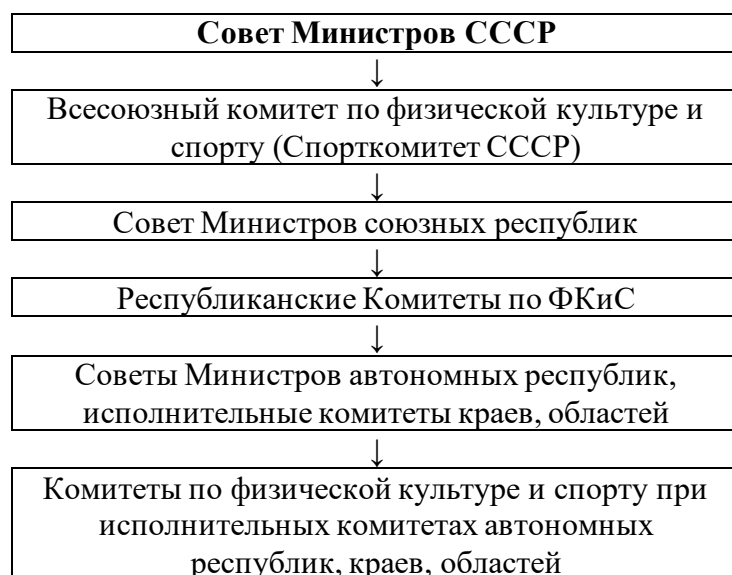 Совет Министров СССР
↓
Всесоюзный комитет по физической культуре и
спорту (Спорткомитет СССР)
↓
Совет Министров союзных республик
↓
Республиканские Комитеты по ФКиС
↓
Советы Министров автономных республик,
исполнительные комитеты краев, областей
↓
Комитеты по физической культуре и спорту при
исполнительных комитетах автономных
республик, краев, областей